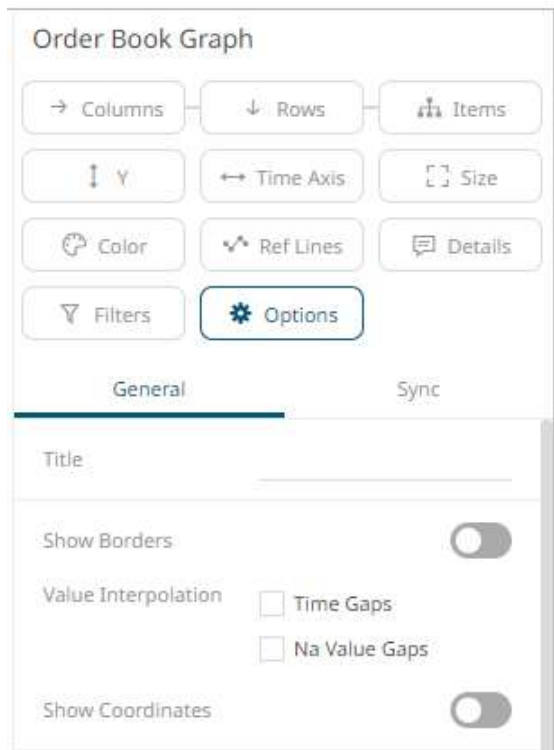 Order Book Graph
Columns Rows Items
Y Time Axis Size
Color Ref Lines Details
Filters Options
General Sync
Title
Show Borders
Value Interpolation Time Gaps
Na Value Gaps
Show Coordinates